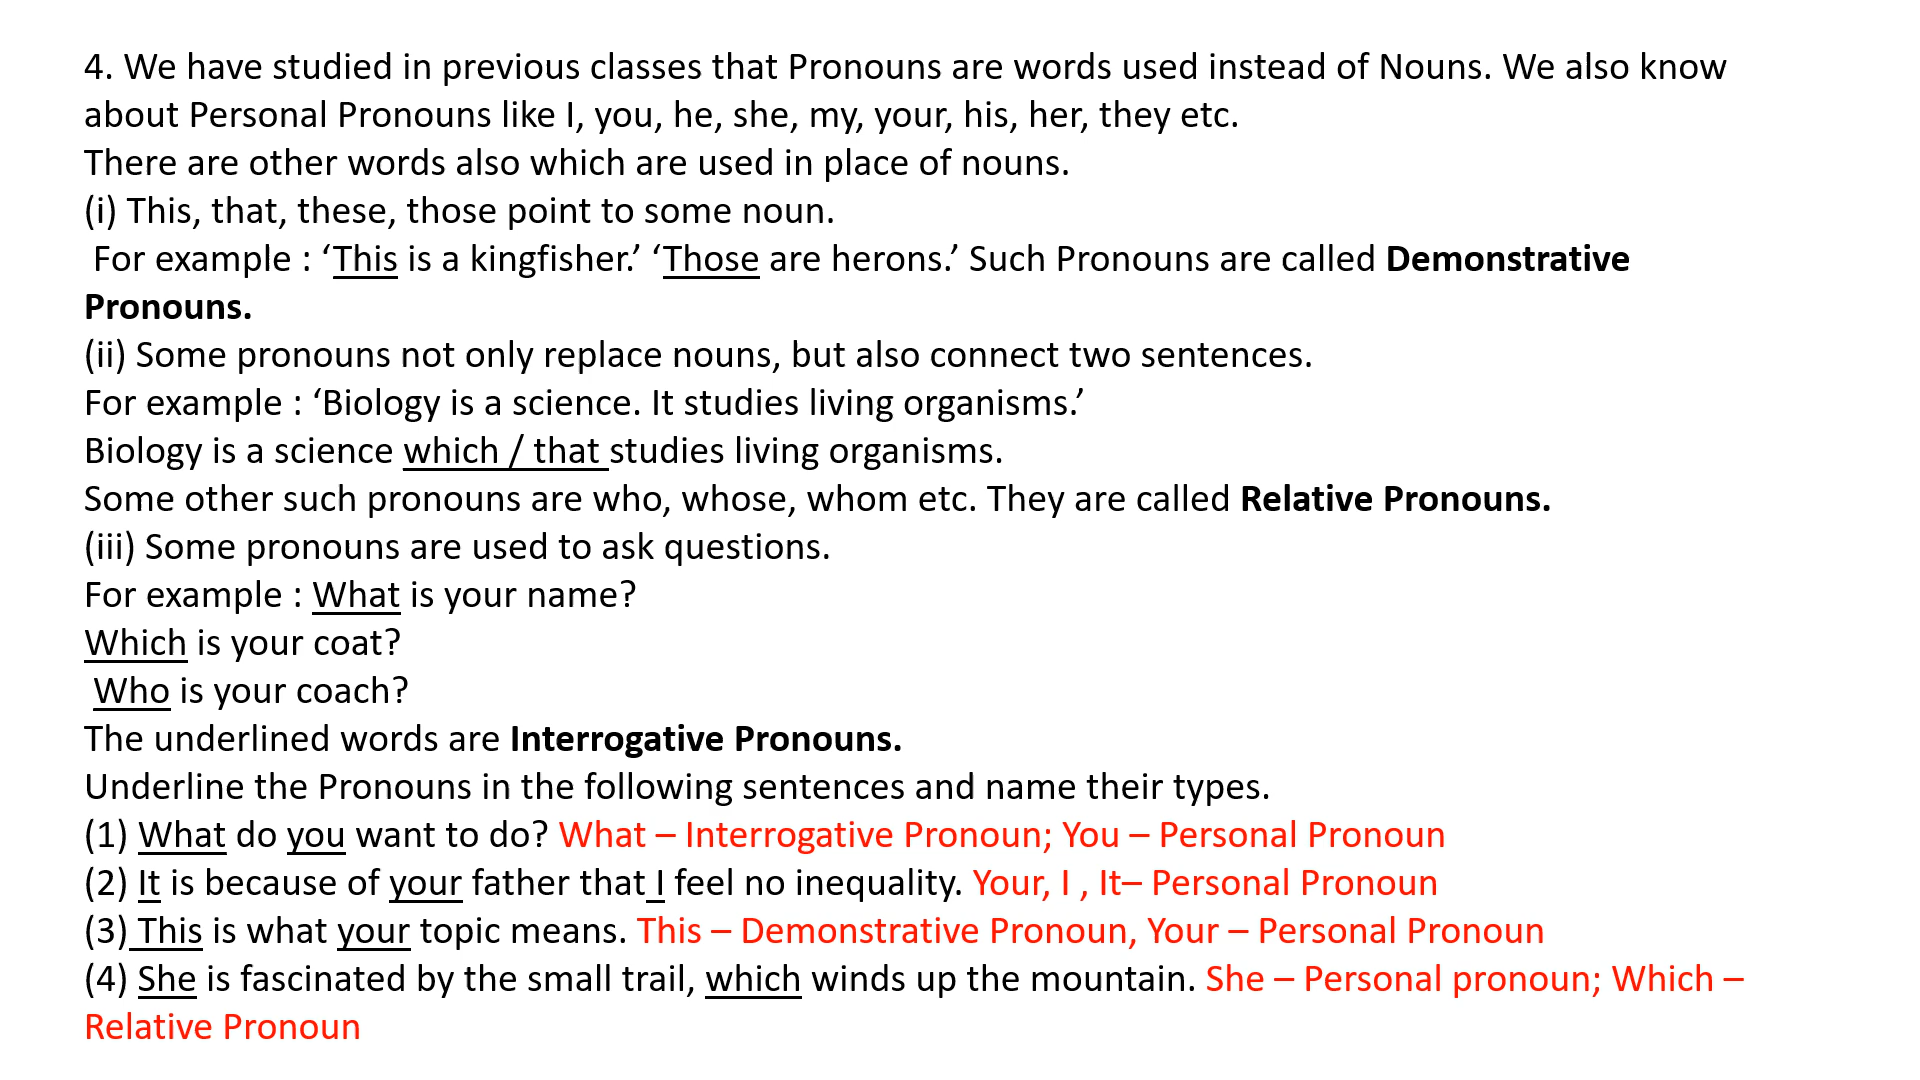 4. We have studied in previous classes that Pronouns are words used instead of Nouns. We also know
about Personal Pronouns like I, you, he, she, my, your, his, her, they etc.
There are other words also which are used in place of nouns.
(i) This, that, these, those point to some noun.
For example : ‘This is a kingfisher.’ ‘Those are herons.’ Such Pronouns are called Demonstrative
Pronouns.
(ii) Some pronouns not only replace nouns, but also connect two sentences.
For example : ‘Biology is a science. It studies living organisms.’
Biology is a science which / that studies living organisms.
Some other such pronouns are who, whose, whom etc. They are called Relative Pronouns.
(iii) Some pronouns are used to ask questions.
For example : What is your name?
Which is your coat?
Who is your coach?
The underlined words are Interrogative Pronouns.
Underline the Pronouns in the following sentences and name their types.
(1) What do you want to do? What – Interrogative Pronoun; You – Personal Pronoun
(2) It is because of your father that I feel no inequality. Your, I , It– Personal Pronoun
(3) This is what your topic means. This – Demonstrative Pronoun, Your – Personal Pronoun
(4) She is fascinated by the small trail, which winds up the mountain. She – Personal pronoun; Which –
Relative Pronoun